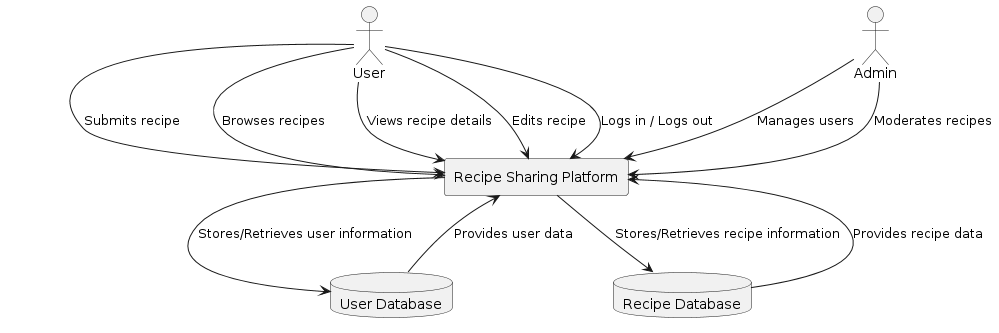 User
Admin
Submits recipe
Browses recipes
Views recipe details
Edits recipe
Logs in / Logs out
Manages users
Moderates recipes
Recipe Sharing Platform
Stores/Retrieves user information
Provides user data
Stores/Retrieves recipe information
Provides recipe data
User Database
Recipe Database